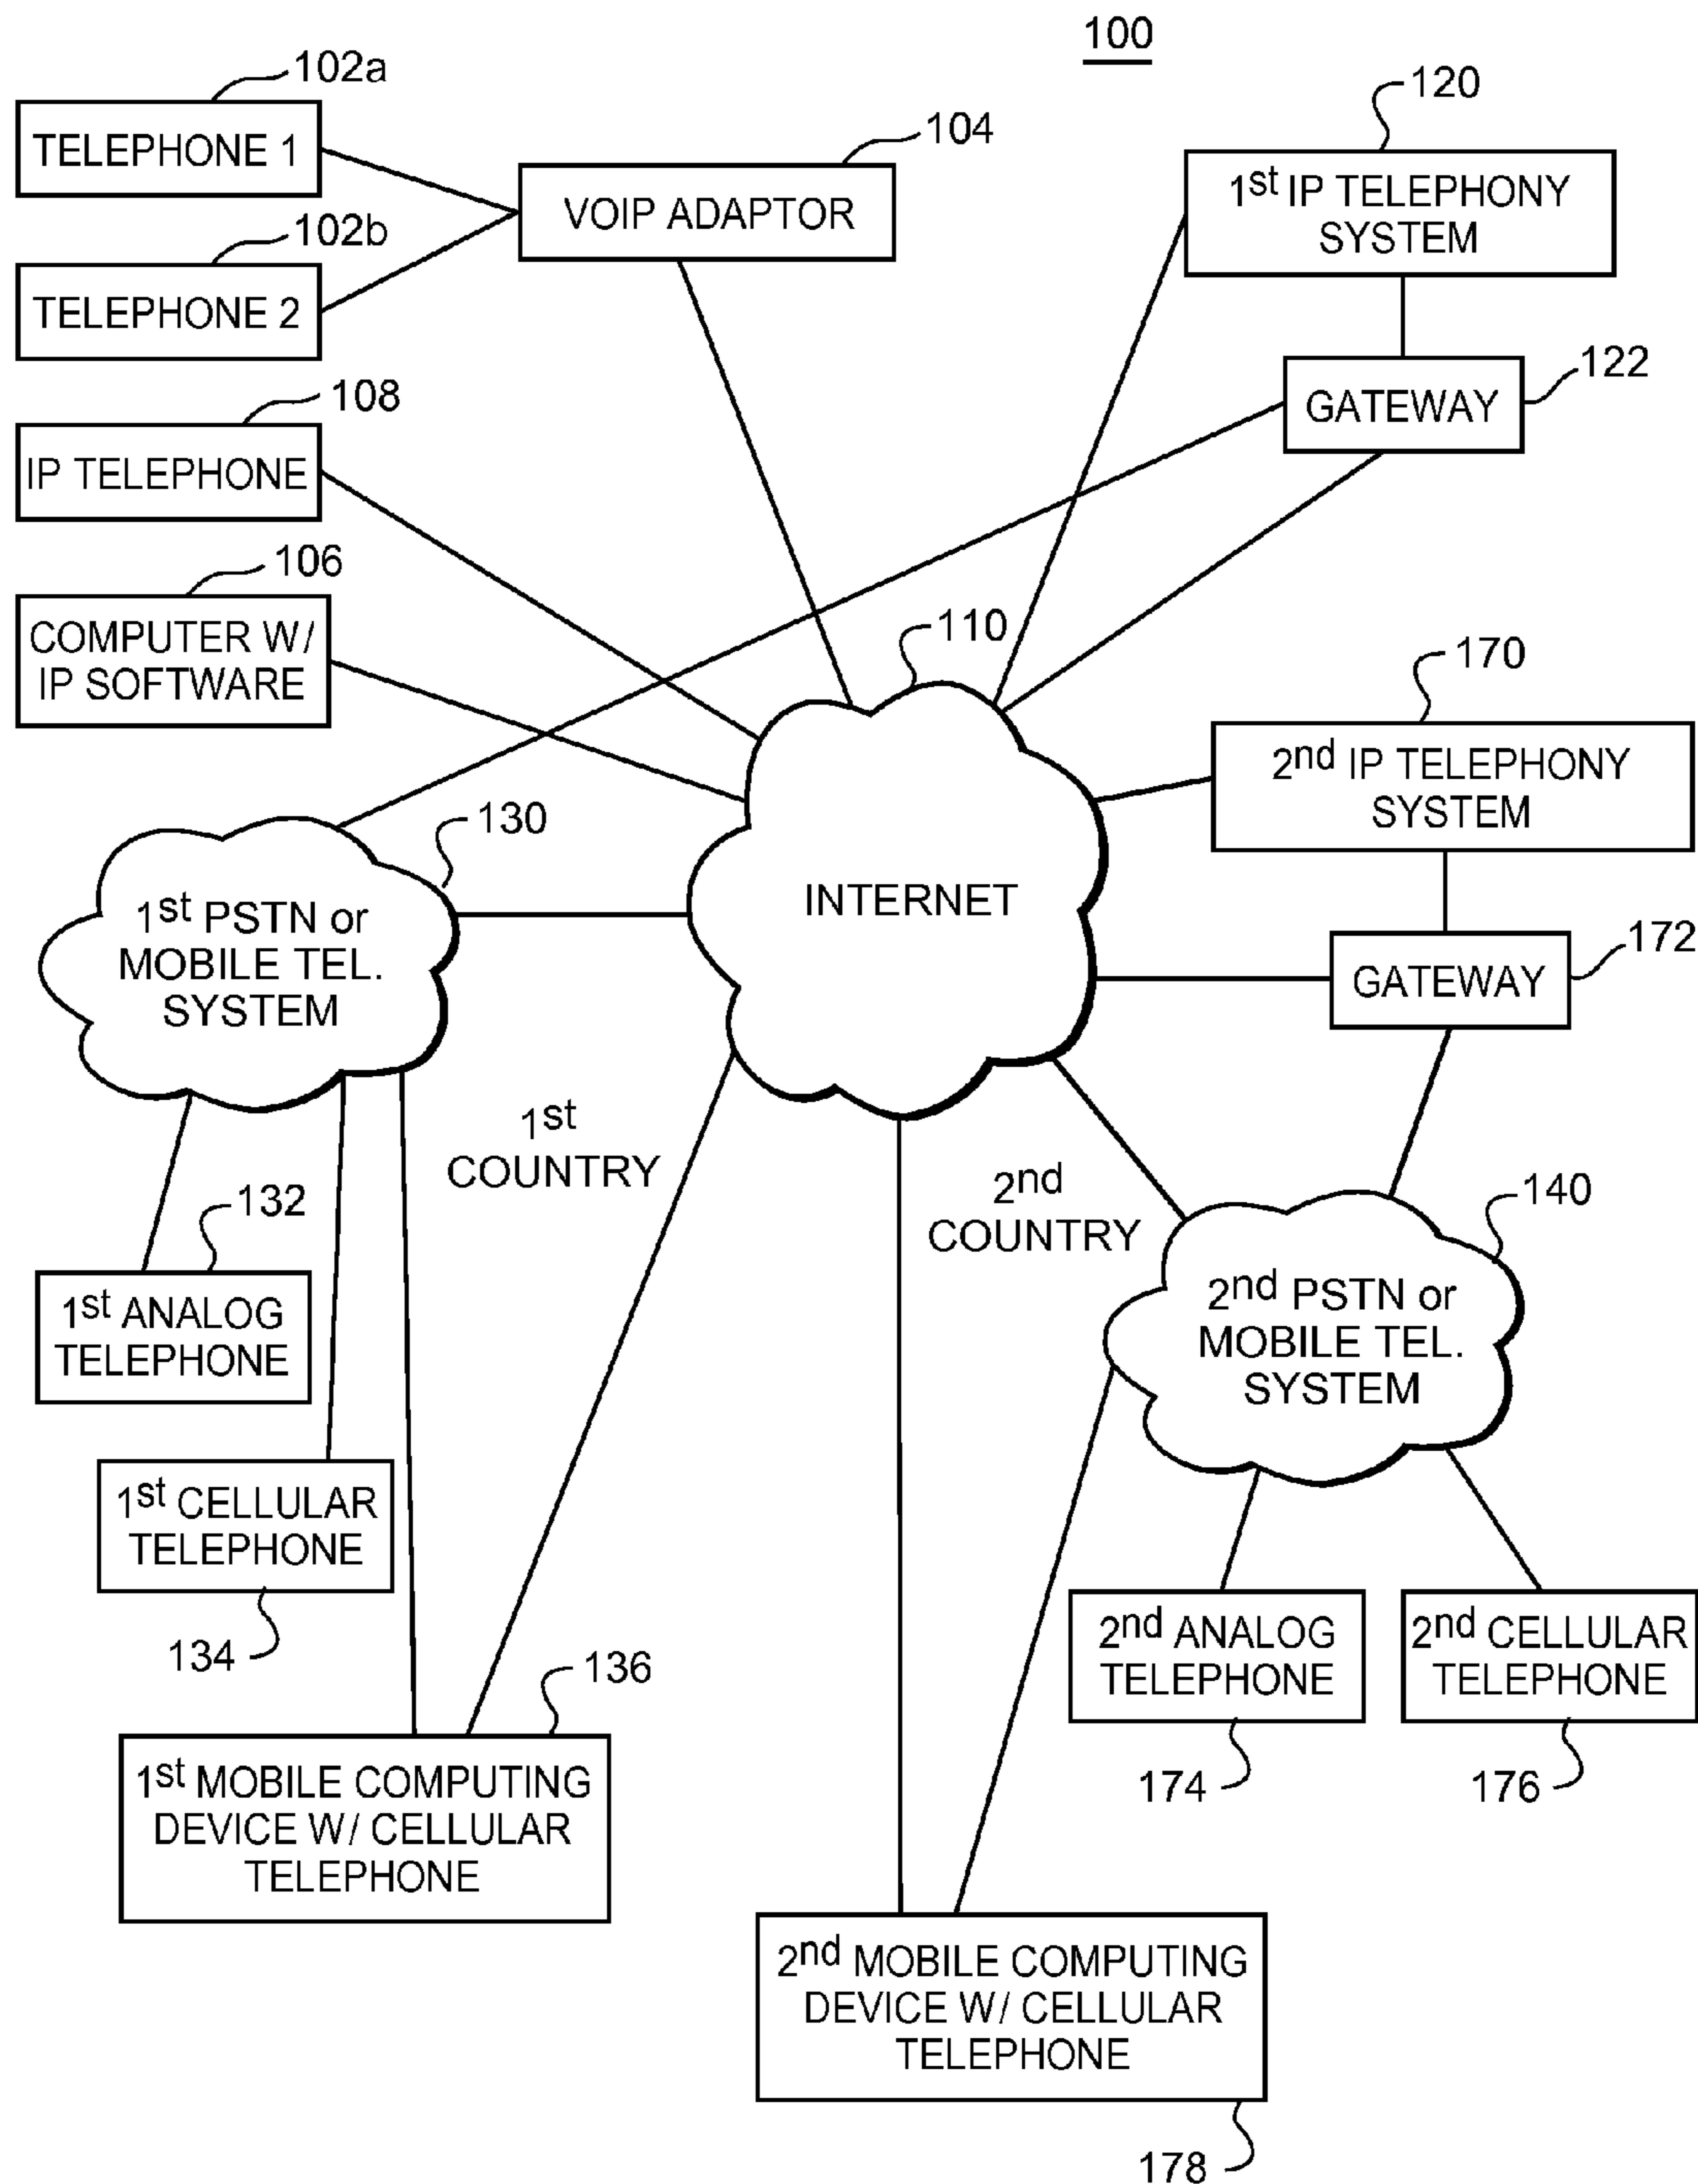 100
102a
TELEPHONE 1
102b
TELEPHONE 2
104
VOIP ADAPTOR
120
1st IP TELEPHONY
SYSTEM
122
GATEWAY
108
IP TELEPHONE
106
COMPUTER W/
IP SOFTWARE
110
INTERNET
170
2nd IP TELEPHONY
SYSTEM
172
GATEWAY
130
1st PSTN or
MOBILE TEL.
SYSTEM
1st
COUNTRY
2nd
COUNTRY
140
2nd PSTN or
MOBILE TEL.
SYSTEM
132
1st ANALOG
TELEPHONE
1st CELLULAR
TELEPHONE
134
136
1st MOBILE COMPUTING
DEVICE W/ CELLULAR
TELEPHONE
2nd ANALOG
TELEPHONE
174
2nd CELLULAR
TELEPHONE
176
2nd MOBILE COMPUTING
DEVICE W/ CELLULAR
TELEPHONE
178